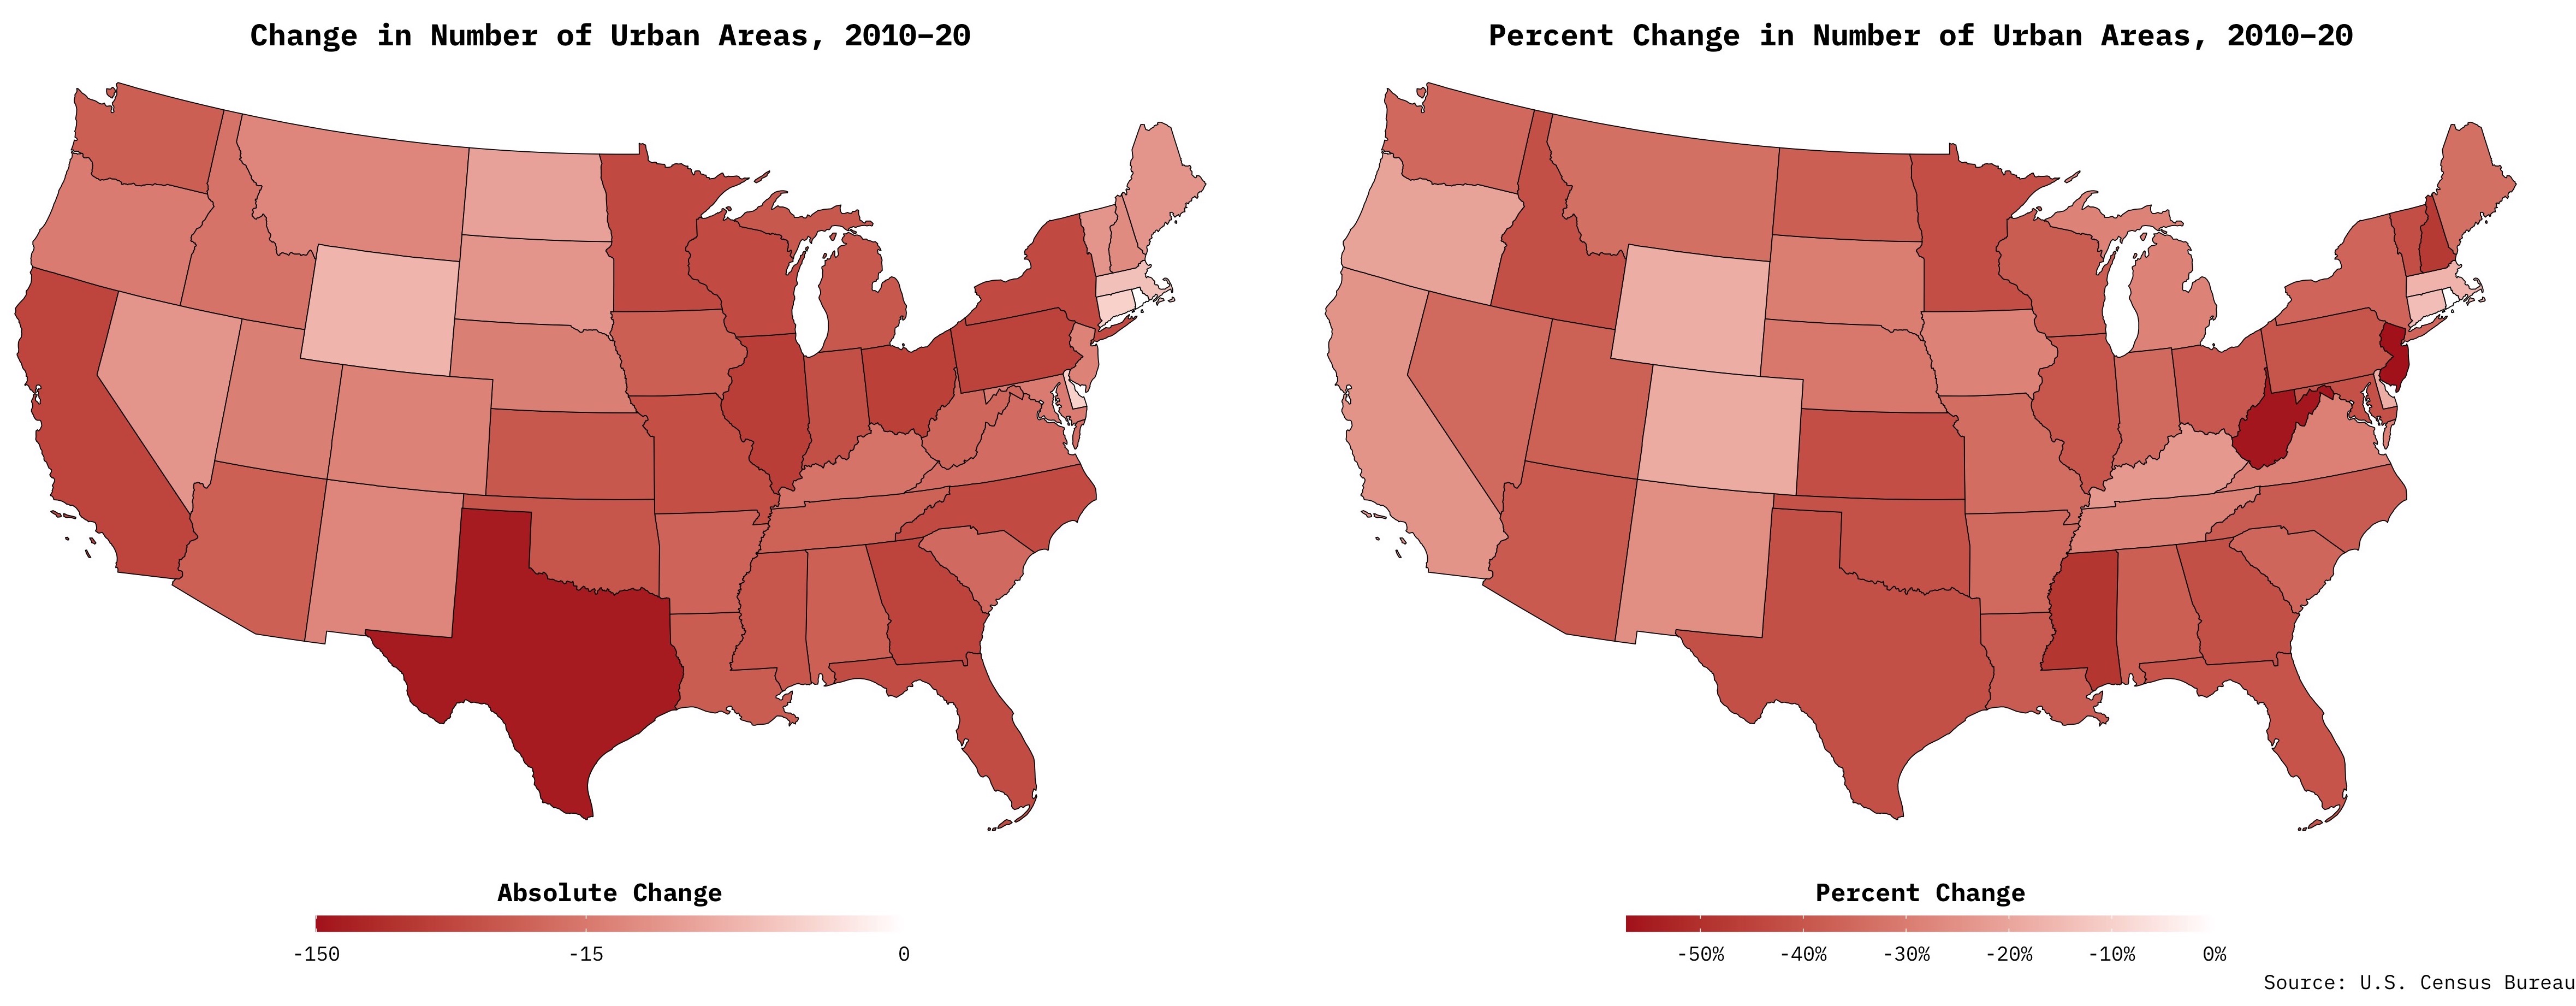 Change in Number of Urban Areas, 2010–20
Percent Change in Number of Urban Areas, 2010–20
Absolute Change
-150 -15 0
Percent Change
-50% -40% -30% -20% -10% 0%
Source: U.S. Census Bureau